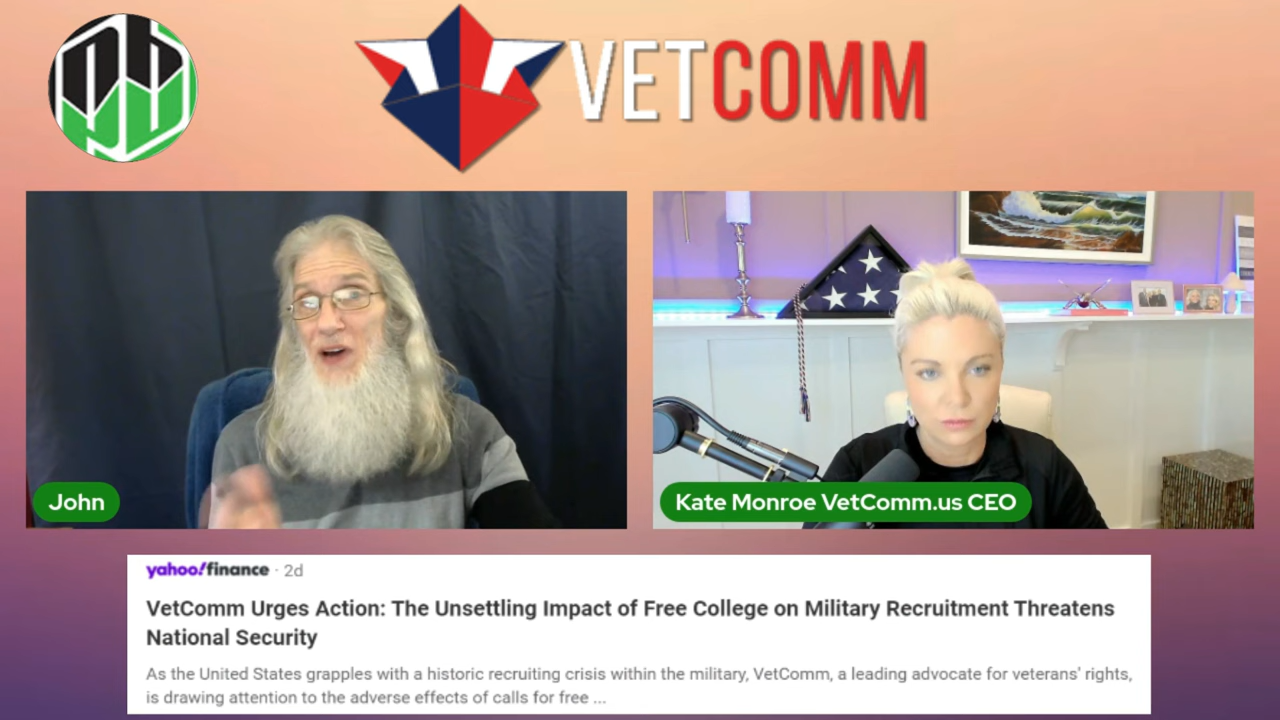 VETCOMM
John
Kate Monroe VetComm.us CEO
yahoo!finance · 2d
VetComm Urges Action: The Unsettling Impact of Free College on Military Recruitment Threatens
National Security
As the United States grapples with a historic recruiting crisis within the military, VetComm, a leading advocate for veterans' rights,
is drawing attention to the adverse effects of calls for free ...